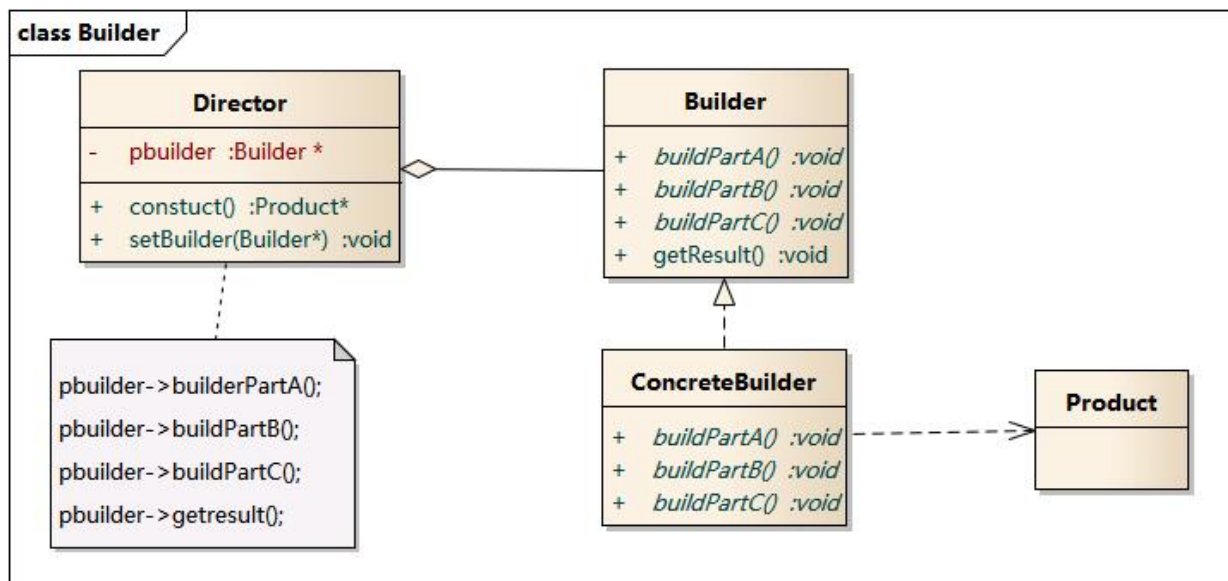 class Builder
Director
- pbuilder :Builder *
+ constuct() :Product*
+ setBuilder(Builder*) :void
Builder
+ buildPartA() :void
+ buildPartB() :void
+ buildPartC() :void
+ getResult() :void
pbuilder->builderPartA();
pbuilder->buildPartB();
pbuilder->buildPartC();
pbuilder->getresult();
ConcreteBuilder
+ buildPartA() :void
+ buildPartB() :void
+ buildPartC() :void
Product